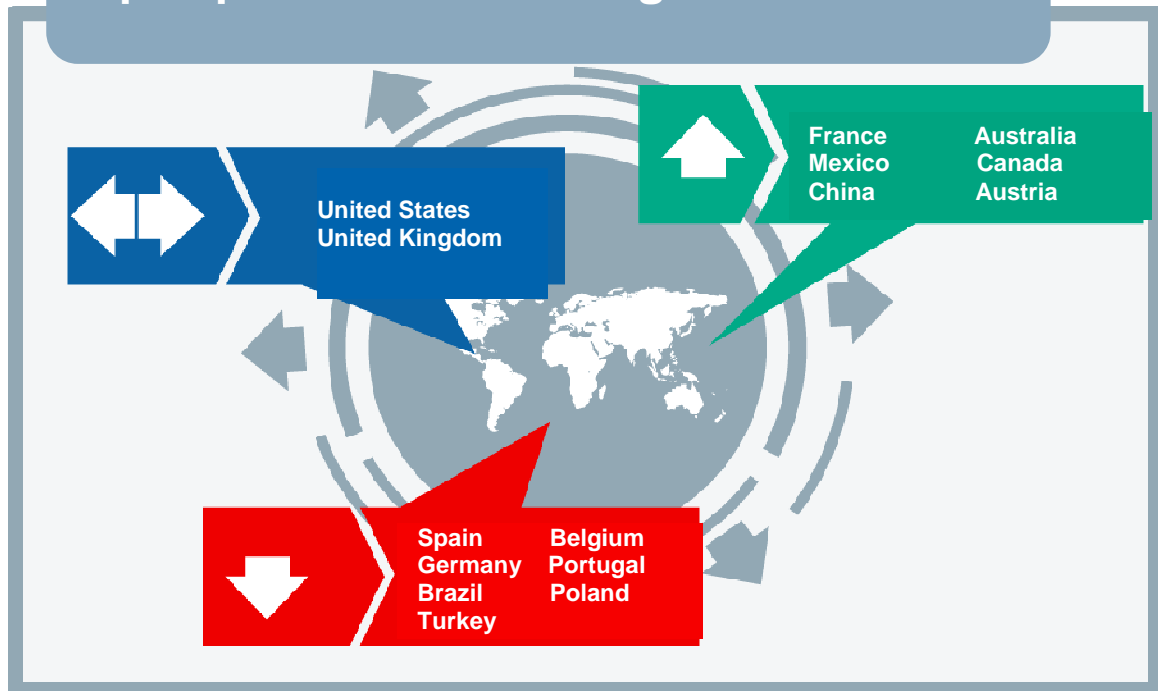 United States
United Kingdom
France Australia
Mexico Canada
China Austria
Spain Belgium
Germany Portugal
Brazil Poland
Turkey